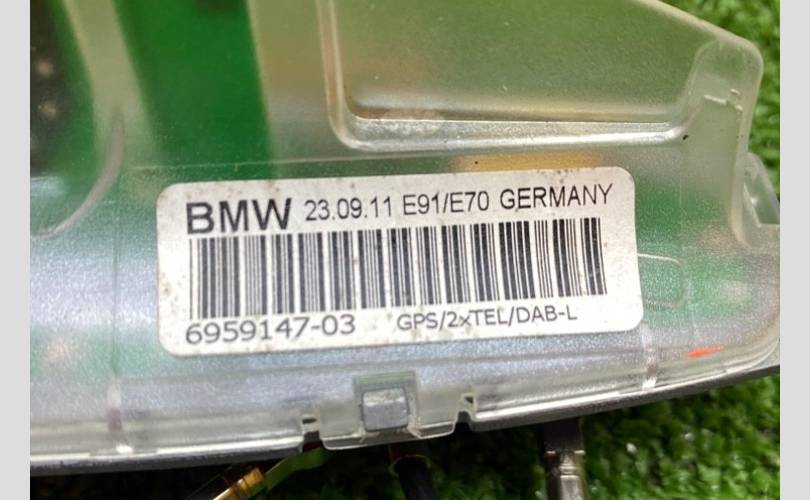 BMW 23.09.11 E91/E70 GERMANY
6959147-03 GPS/2xTEL/DAB-L